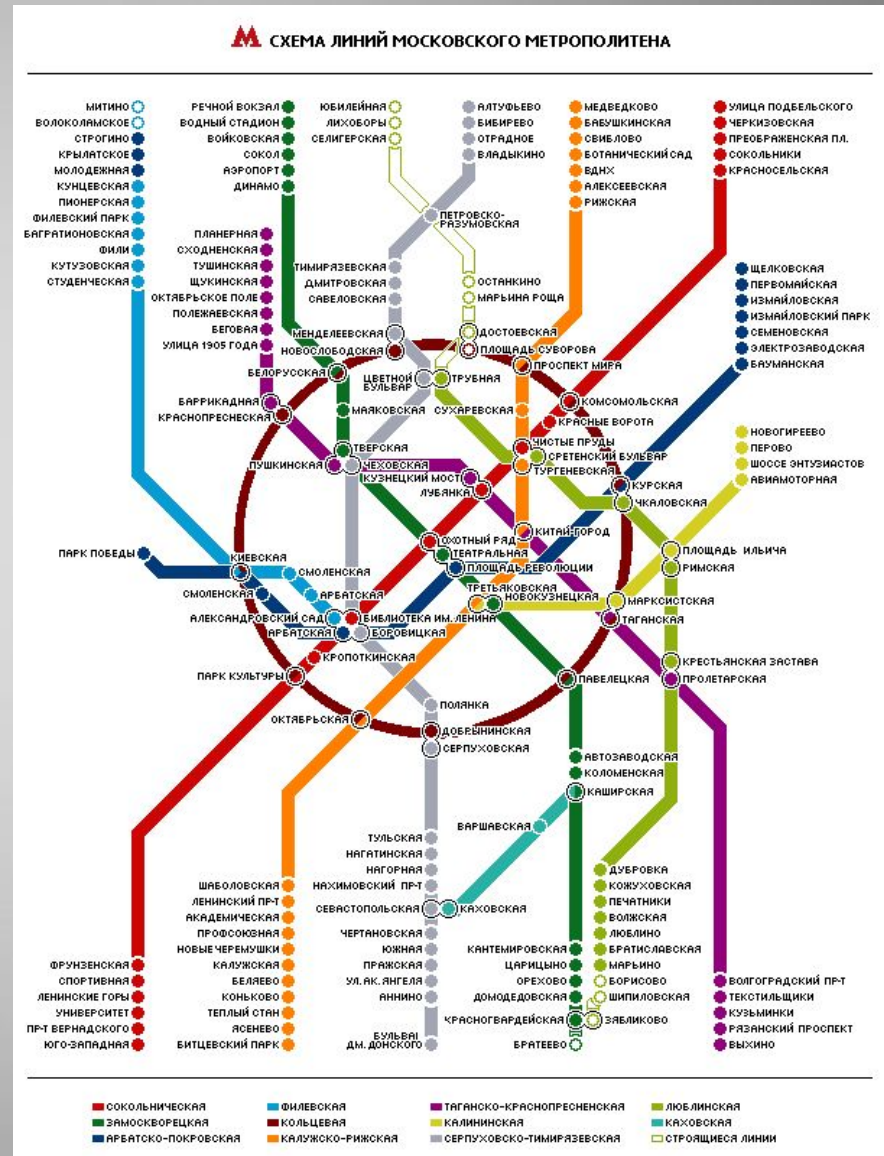 СХЕМА ЛИНИЙ МОСКОВСКОГО МЕТРОПОЛИТЕНА
МИТИНО
ВОЛОКОЛАМСКОЕ
СТРОГИНО
КРЫЛАТСКОЕ
МОЛОДЕЖНАЯ
КУНЦЕВСКАЯ
ПИОНЕРСКАЯ
ФИЛЕВСКИЙ ПАРК
БАГРАТИОНОВСКАЯ
ФИЛИ
КУТУЗОВСКАЯ
СТУДЕНЧЕСКАЯ
РЕЧНОЙ ВОКЗАЛ
ВОДНЫЙ СТАДИОН
ВОЙКОВСКАЯ
СОКОЛ
АЭРОПОРТ
ДИНАМО
ПЛАНЕРНАЯ
СХОДНЕНСКАЯ
ТУШИНСКАЯ
ЩУКИНСКАЯ
ОКТЯБРЬСКОЕ ПОЛЕ
ПОЛЕЖАЕВСКАЯ
БЕГОВАЯ
УЛИЦА 1905 ГОДА
ЮБИЛЕЙНАЯ
ЛИХОБОРЫ
СЕЛИГЕРСКАЯ
АЛТУФЬЕВО
БИБИРЕВО
ОТРАДНОЕ
ВЛАДЫКИНО
ПЕТРОВСКО-
РАЗУМОВСКАЯ
ТИМИРЯЗЕВСКАЯ
ДМИТРОВСКАЯ
САВЕЛОВСКАЯ
ОСТАНКИНО
МАРЬИНА РОЩА
МЕДВЕДКОВО
БАБУШКИНСКАЯ
СВИБЛОВО
БОТАНИЧЕСКИЙ САД
ВДНХ
АЛЕКСЕЕВСКАЯ
РИЖСКАЯ
УЛИЦА ПОДБЕЛЬСКОГО
ЧЕРКИЗОВСКАЯ
ПРЕОБРАЖЕНСКАЯ ПЛ.
СОКОЛЬНИКИ
КРАСНОСЕЛЬСКАЯ
ЩЕЛКОВСКАЯ
ПЕРВОМАЙСКАЯ
ИЗМАЙЛОВСКАЯ
ИЗМАЙЛОВСКИЙ ПАРК
СЕМЕНОВСКАЯ
ЭЛЕКТРОЗАВОДСКАЯ
БАУМАНСКАЯ
МЕНДЕЛЕЕВСКАЯ
НОВОСЛОБОДСКАЯ
ДОСТОЕВСКАЯ
ПЛОЩАДЬ СУВОРОВА
ПРОСПЕКТ МИРА
БЕЛОРУССКАЯ
ЦВЕТНОЙ
БУЛЬВАР
ТРУБНАЯ
БАРРИКАДНАЯ
КРАСНОПРЕСНЕСКАЯ
МАЯКОВСКАЯ
СУХАРЕВСКАЯ
КОМСОМОЛЬСКАЯ
КРАСНЫЕ ВОРОТА
ТВЕРСКАЯ
ПУШКИНСКАЯ
ЧЕХОВСКАЯ
КУЗНЕЦКИЙ МОСТ
ЛУБЯНКА
ЧИСТЫЕ ПРУДЫ
СРЕТЕНСКИЙ БУЛЬВАР
ТУРГЕНЕВСКАЯ
КУРСКАЯ
ЧКАЛОВСКАЯ
НОВОГИРЕЕВО
ПЕРОВО
ШОССЕ ЭНТУЗИАСТОВ
АВИАМОТОРНАЯ
ПАРК ПОБЕДЫ
КИЕВСКАЯ
ОХОТНЫЙ РЯД
ТЕАТРАЛЬНАЯ
ПЛОЩАДЬ РЕВОЛЮЦИИ
КИТАЙ-ГОРОД
ПЛОЩАДЬ ИЛЬИЧА
РИМСКАЯ
СМОЛЕНСКАЯ
СМОЛЕНСКАЯ
АРБАТСКАЯ
ТРЕТЬЯКОВСКАЯ
НОВОКУЗНЕЦКАЯ
МАРКСИСТСКАЯ
ТАГАНСКАЯ
АЛЕКСАНДРОВСКИЙ САД
БИБЛИОТЕКА ИМ. ЛЕНИНА
АРБАТСКАЯ
БОРОВИЦКАЯ
КРОПОТКИНСКАЯ
ПАРК КУЛЬТУРЫ
КРЕСТЬЯНСКАЯ ЗАСТАВА
ПРОЛЕТАРСКАЯ
ПАВЕЛЕЦКАЯ
ПОЛЯНКА
ОКТЯБРЬСКАЯ
ДОБРЫНИНСКАЯ
СЕРПУХОВСКАЯ
АВТОЗАВОДСКАЯ
КОЛОМЕНСКАЯ
КАШИРСКАЯ
ВАРШАВСКАЯ
ТУЛЬСКАЯ
НАГАТИНСКАЯ
НАГОРНАЯ
НАХИМОВСКИЙ ПР-Т
СЕВАСТОПОЛЬСКАЯ
КАХОВСКАЯ
ЧЕРТАНОВСКАЯ
ЮЖНАЯ
ПРАЖСКАЯ
УЛ. АК. ЯНГЕЛЯ
АННИНО
БУЛЬВАІ
ДМ. ДОНСКОГО
ФРУНЗЕНСКАЯ
СПОРТИВНАЯ
ЛЕНИНСКИЕ ГОРЫ
УНИВЕРСИТЕТ
ПР-Т ВЕРНАДСКОГО
ЮГО-ЗАПАДНАЯ
ШАБОЛОВСКАЯ
ЛЕНИНСКИЙ ПР-Т
АКАДЕМИЧЕСКАЯ
ПРОФСОЮЗНАЯ
НОВЫЕ ЧЕРЕМУШКИ
КАЛУЖСКАЯ
БЕЛЯЕВО
КОНЬКОВО
ТЕПЛЫЙ СТАН
ЯСЕНЕВО
БИТЦЕВСКИЙ ПАРК
КАНТЕМИРОВСКАЯ
ЦАРИЦЫНО
ОРЕХОВО
ДОМОДЕДОВСКАЯ
КРАСНОГВАРДЕЙСКАЯ
БРАТЕЕВО
ДУБРОВКА
КОЖУХОВСКАЯ
ПЕЧАТНИКИ
ВОЛЖСКАЯ
ЛЮБЛИНО
БРАТИСЛАВСКАЯ
МАРЬИНО
БОРИСОВО
ШИПИЛОВСКАЯ
ЗЯБЛИКОВО
ВОЛГОГРАДСКИЙ ПР-Т
ТЕКСТИЛЬЩИКИ
КУЗЬМИНКИ
РЯЗАНСКИЙ ПРОСПЕКТ
ВЫХИНО
СОКОЛЬНИЧЕСКАЯ
ФИЛЕВСКАЯ
ТАГАНСКО-КРАСНОПРЕСНЕНСКАЯ
ЛЮБЛИНСКАЯ
ЗАМОСКВОРЕЦКАЯ
КОЛЬЦЕВАЯ
КАЛИНИНСКАЯ
КАХОВСКАЯ
АРБАТСКО-ПОКРОВСКАЯ
КАЛУЖСКО-РИЖСКАЯ
СЕРПУХОВСКО-ТИМИРЯЗЕВСКАЯ
СТРОЯЩИЕСЯ ЛИНИИ